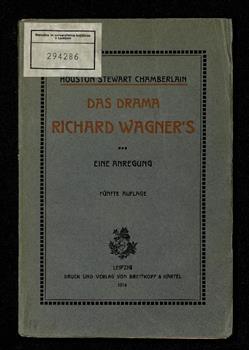 294286
HOUSTON STEWART CHAMBERLAIN
DAS DRAMA
RICHARD WAGNER'S
EINE ANREGUNG
FÜNFTE AUFLAGE
LEIPZIG
DRUCK UND VERLAG VON BREITKOPF & HÄRTEL